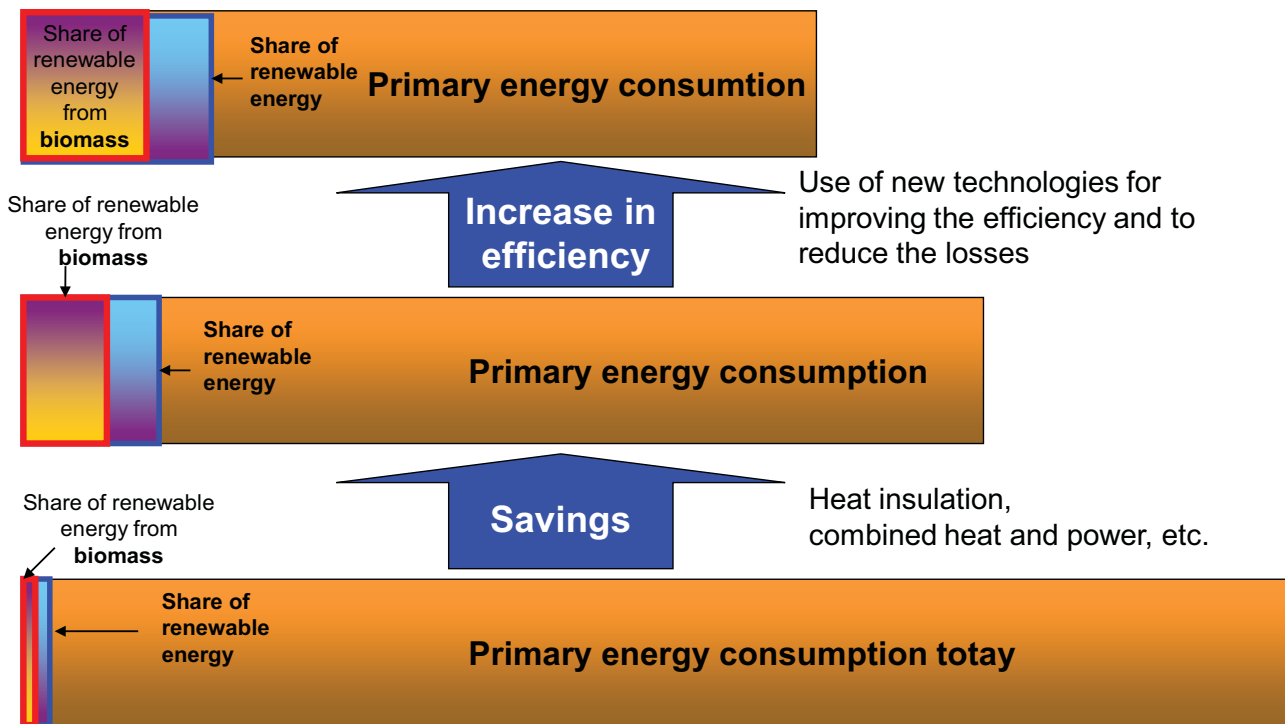 Share of
renewable
energy
from
biomass
Share of
renewable
energy
Primary energy consumtion
Increase in
efficiency
Use of new technologies for
improving the efficiency and to
reduce the losses
Share of renewable
energy from
biomass
Share of
renewable
energy
Primary energy consumption
Savings
Heat insulation,
combined heat and power, etc.
Share of renewable
energy from
biomass
Share of
renewable
energy
Primary energy consumption totay